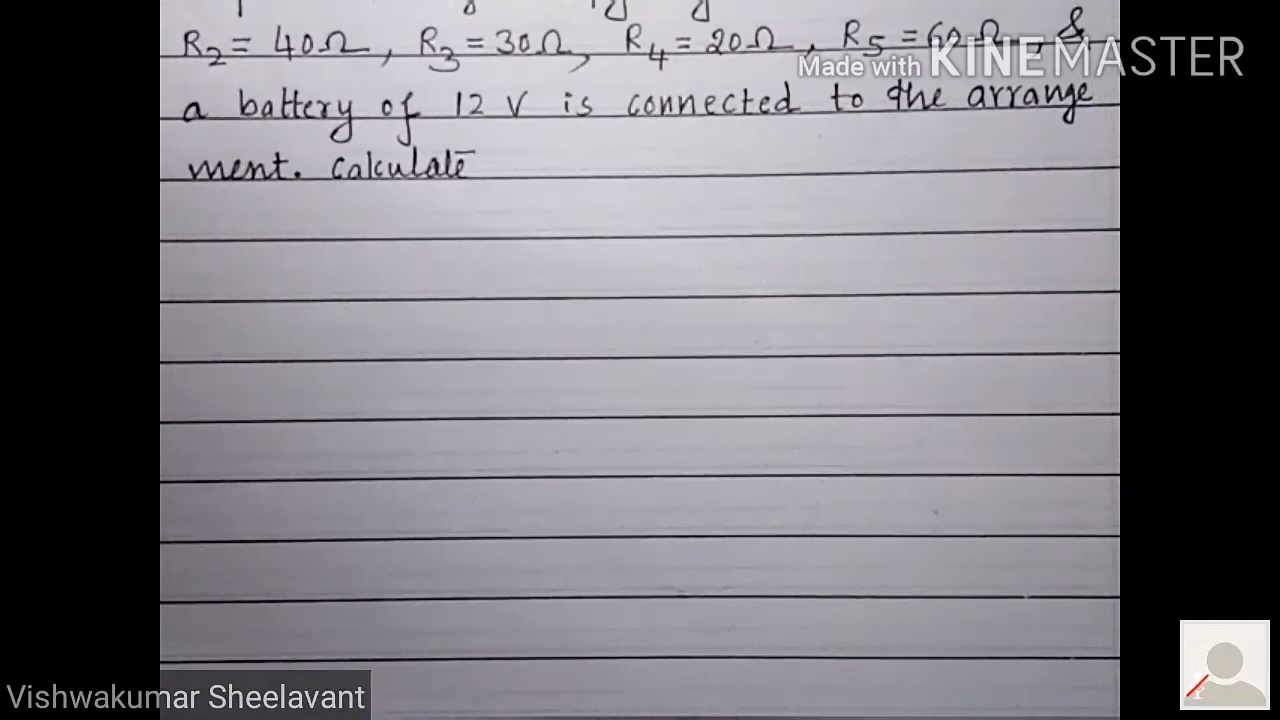 R2 = 40Ω, R3 = 30Ω, R4 = 20Ω, R5 = 60Ω, &
Made with KINEMASTER
a battery of 12 V is connected to the arrange
ment. Calculate
Vishwakumar Sheelavant